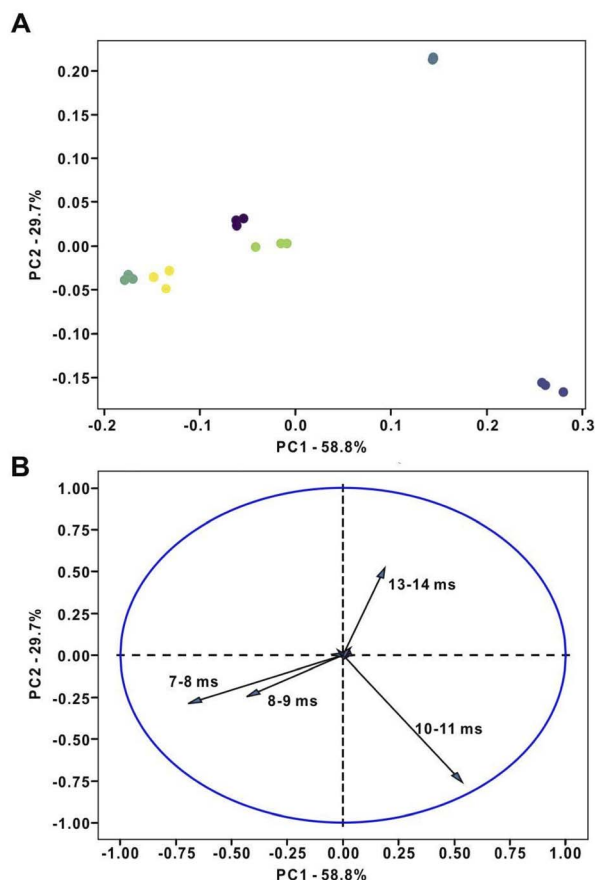 A
0.20
0.15
0.10
0.05
0.00
-0.05
-0.10
-0.15
PC2 - 29.7%
-0.2 -0.1 0.0 0.1 0.2 0.3
PC1 - 58.8%
B
1.00
0.75
0.50
0.25
0.00
-0.25
-0.50
-0.75
-1.00
PC2 - 29.7%
13-14 ms
7-8 ms
8-9 ms
10-11 ms
-1.00 -0.75 -0.50 -0.25 0.00 0.25 0.50 0.75 1.00
PC1 - 58.8%